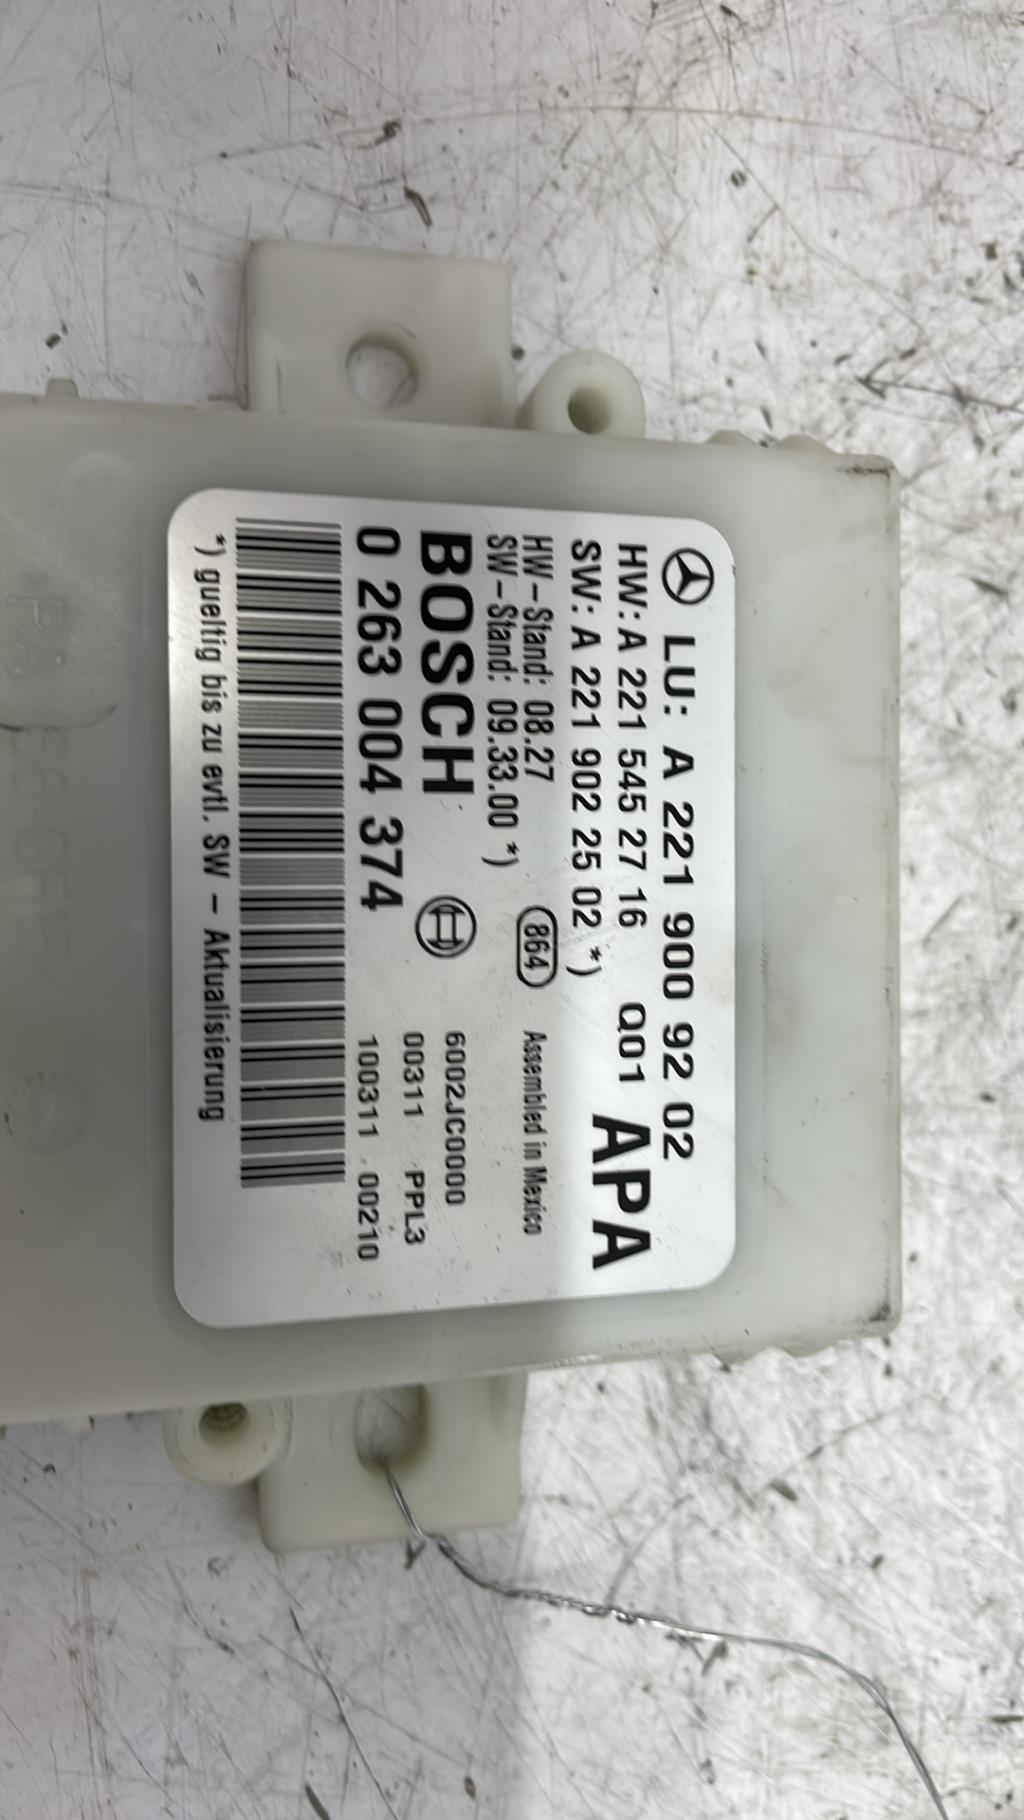 LU: A 221 900 92 02
HW: A 221 545 27 16 Q01 APA
SW: A 221 902 25 02 *)
HW-Stand: 08.27 864 Assembled in Mexico
SW-Stand: 09.33.00 *)
BOSCH 6002JC0000
00311 PPL3
0 263 004 374 100311 00210
*) gueltig bis zu evtl. SW - Aktualisierung